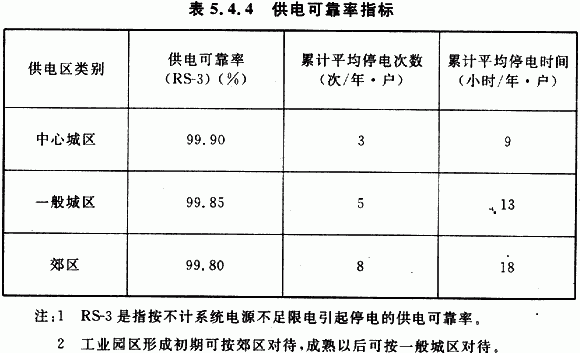 表 5.4.4 供电可靠率指标
供电区类别 供电可靠率 累计平均停电次数 累计平均停电时间
(RS-3)(%) (次/年·户) (小时/年·户)
中心城区 99.90 3 9
一般城区 99.85 5 13
郊区 99.80 8 18
注:1 RS-3 是指按不计系统电源不足限电引起停电的供电可靠率。
2 工业园区形成初期可按郊区对待,成熟以后可按一般城区对待。